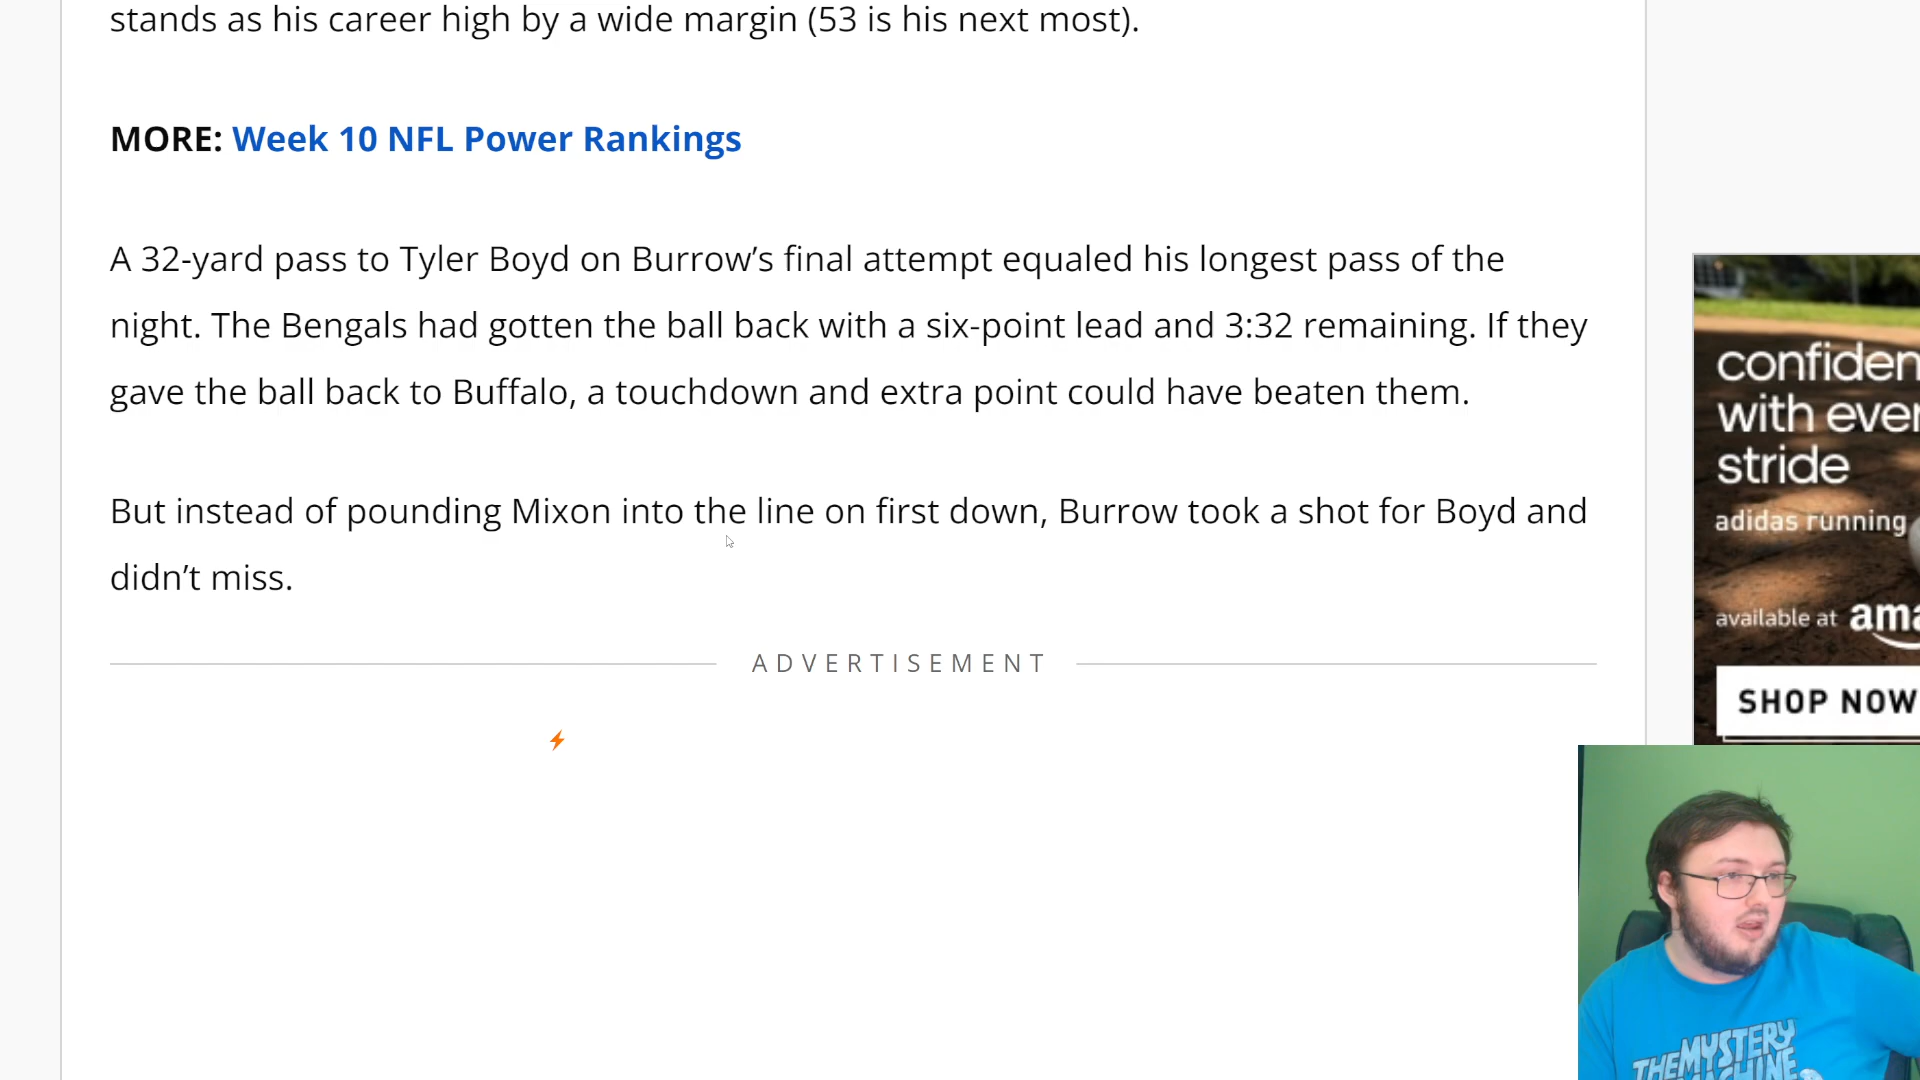 stands as his career high by a wide margin (53 is his next most).
MORE: Week 10 NFL Power Rankings
A 32-yard pass to Tyler Boyd on Burrow’s final attempt equaled his longest pass of the
night. The Bengals had gotten the ball back with a six-point lead and 3:32 remaining. If they
gave the ball back to Buffalo, a touchdown and extra point could have beaten them.
But instead of pounding Mixon into the line on first down, Burrow took a shot for Boyd and
didn’t miss.
ADVERTISEMENT
confiden
with ever
stride
adidas running
available at ama
SHOP NOW
THE MYSTERY
MACHINE